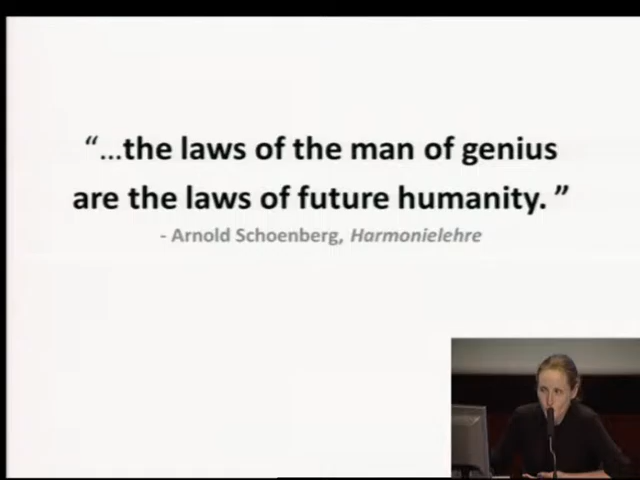 “...the laws of the man of genius
are the laws of future humanity. ”
- Arnold Schoenberg, Harmonielehre